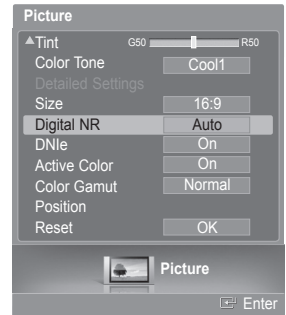 Picture
▲Tint G50 R50
Color Tone Cool1
Detailed Settings
Size 16:9
Digital NR Auto
DNIe On
Active Color On
Color Gamut Normal
Position
Reset OK
Picture
Enter